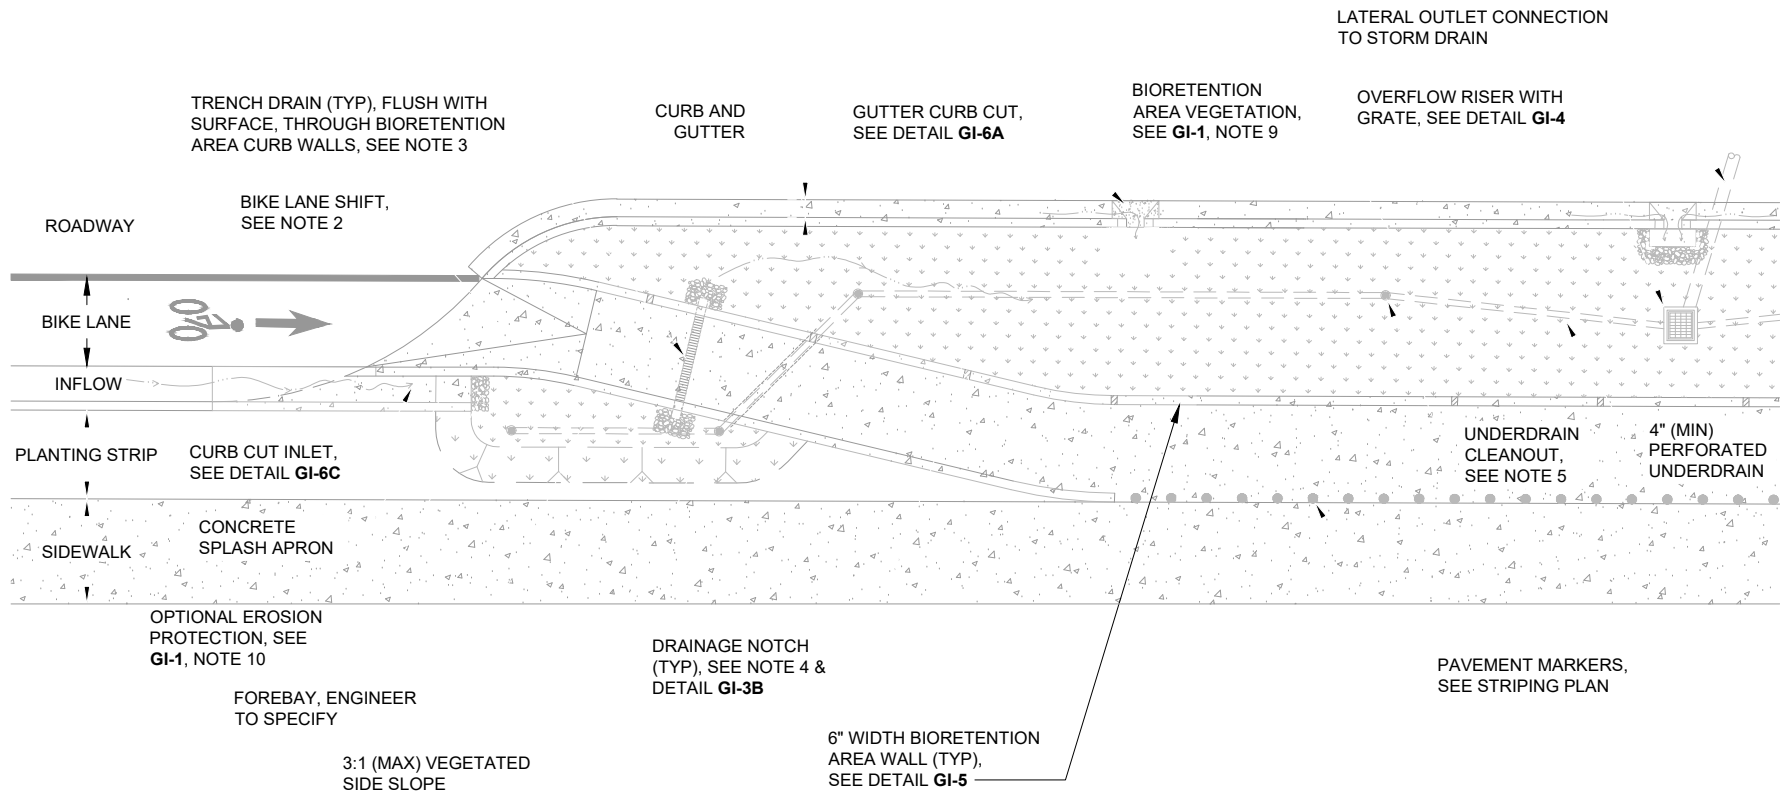 LATERAL OUTLET CONNECTION
TO STORM DRAIN
TRENCH DRAIN (TYP), FLUSH WITH
SURFACE, THROUGH BIORETENTION
AREA CURB WALLS, SEE NOTE 3
CURB AND
GUTTER
GUTTER CURB CUT,
SEE DETAIL GI-6A
BIORETENTION
AREA VEGETATION,
SEE GI-1, NOTE 9
OVERFLOW RISER WITH
GRATE, SEE DETAIL GI-4
ROADWAY
BIKE LANE SHIFT,
SEE NOTE 2
BIKE LANE
INFLOW
PLANTING STRIP
CURB CUT INLET,
SEE DETAIL GI-6C
UNDERDRAIN
CLEANOUT,
SEE NOTE 5
4" (MIN)
PERFORATED
UNDERDRAIN
SIDEWALK
CONCRETE
SPLASH APRON
OPTIONAL EROSION
PROTECTION, SEE
GI-1, NOTE 10
FOREBAY, ENGINEER
TO SPECIFY
3:1 (MAX) VEGETATED
SIDE SLOPE
DRAINAGE NOTCH
(TYP), SEE NOTE 4 &
DETAIL GI-3B
6" WIDTH BIORETENTION
AREA WALL (TYP),
SEE DETAIL GI-5
PAVEMENT MARKERS,
SEE STRIPING PLAN